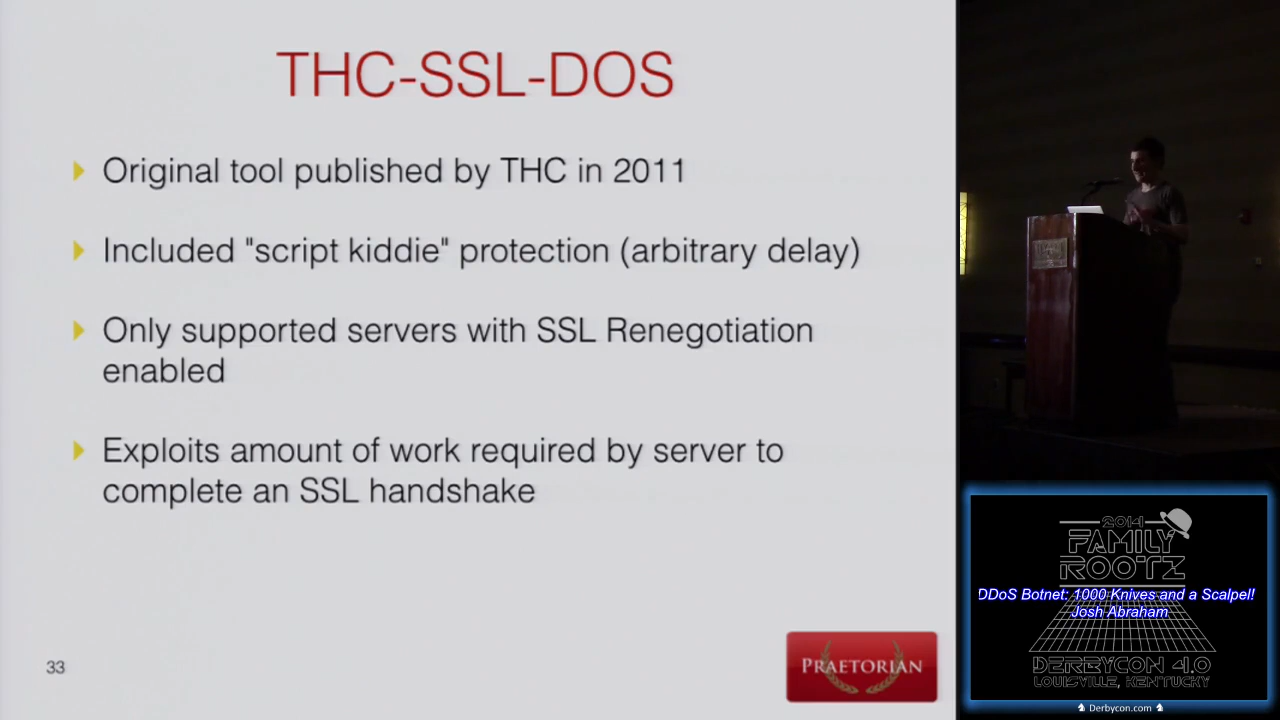 THC-SSL-DOS
Original tool published by THC in 2011
Included "script kiddie" protection (arbitrary delay)
Only supported servers with SSL Renegotiation
enabled
Exploits amount of work required by server to
complete an SSL handshake
33
PRAETORIAN
2014
FAMILY
ROOTZ
DDoS Botnet: 1000 Knives and a Scalpel!
Josh Abraham
DERBYCON 4.0
LOUISVILLE, KENTUCKY
Derbycon.com